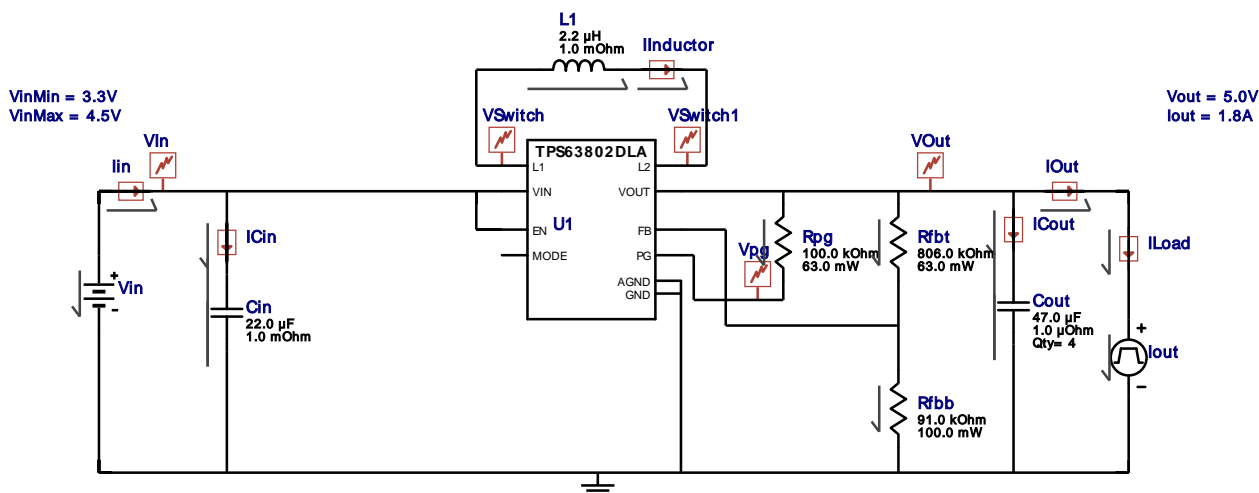 L1
2.2 µH
1.0 mOhm
IInductor
VinMin = 3.3V
VinMax = 4.5V
Vout = 5.0V
Iout = 1.8A
VSwitch
VSwitch1
VIn
Iin
TPS63802DLA
L1
L2
VIN
VOUT
EN
U1
FB
MODE
PG
AGND
GND
VOut
IOut
ICin
Vpg
Rpg
100.0 kOhm
63.0 mW
Rfbt
806.0 kOhm
63.0 mW
ICout
ILoad
+
Vin
-
Cin
22.0 µF
1.0 mOhm
Cout
47.0 µF
1.0 µOhm
Qty= 4
+
Iout
-
Rfbb
91.0 kOhm
100.0 mW